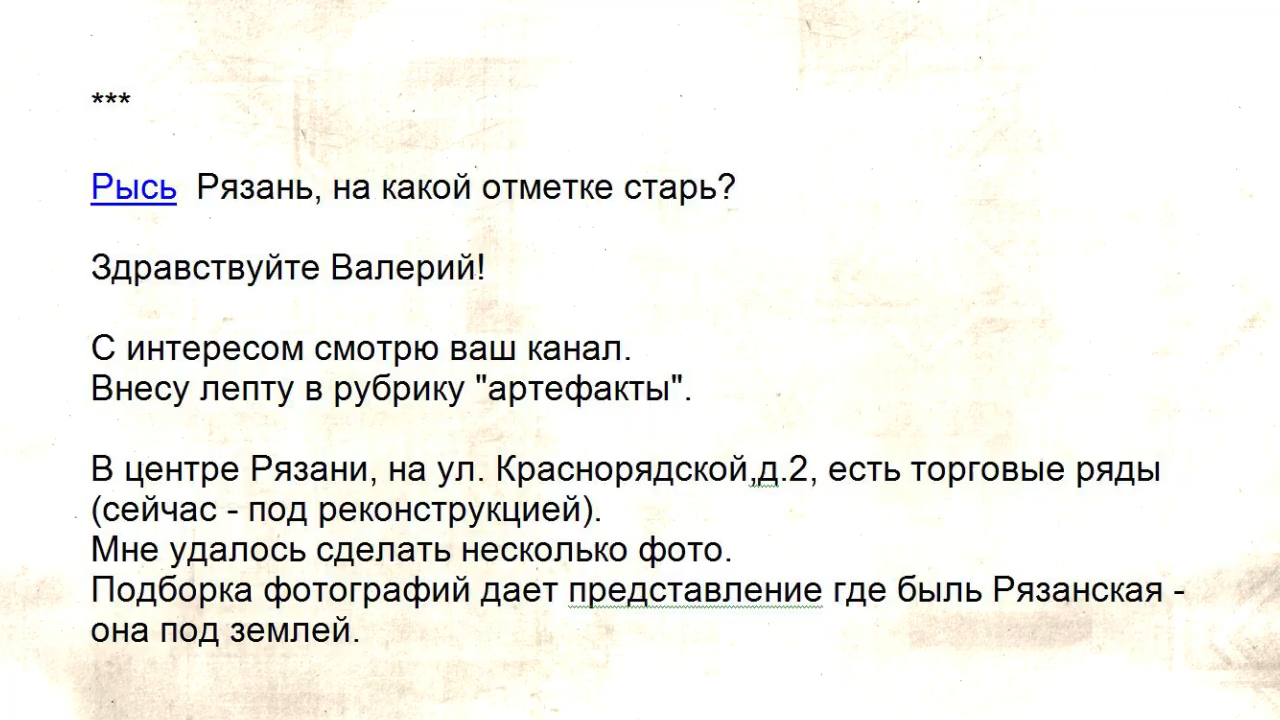 ***
Рысь Рязань, на какой отметке старь?
Здравствуйте Валерий!
С интересом смотрю ваш канал.
Внесу лепту в рубрику "артефакты".
В центре Рязани, на ул. Краснорядской,д.2, есть торговые ряды
(сейчас - под реконструкцией).
Мне удалось сделать несколько фото.
Подборка фотографий дает представление где быль Рязанская -
она под землей.